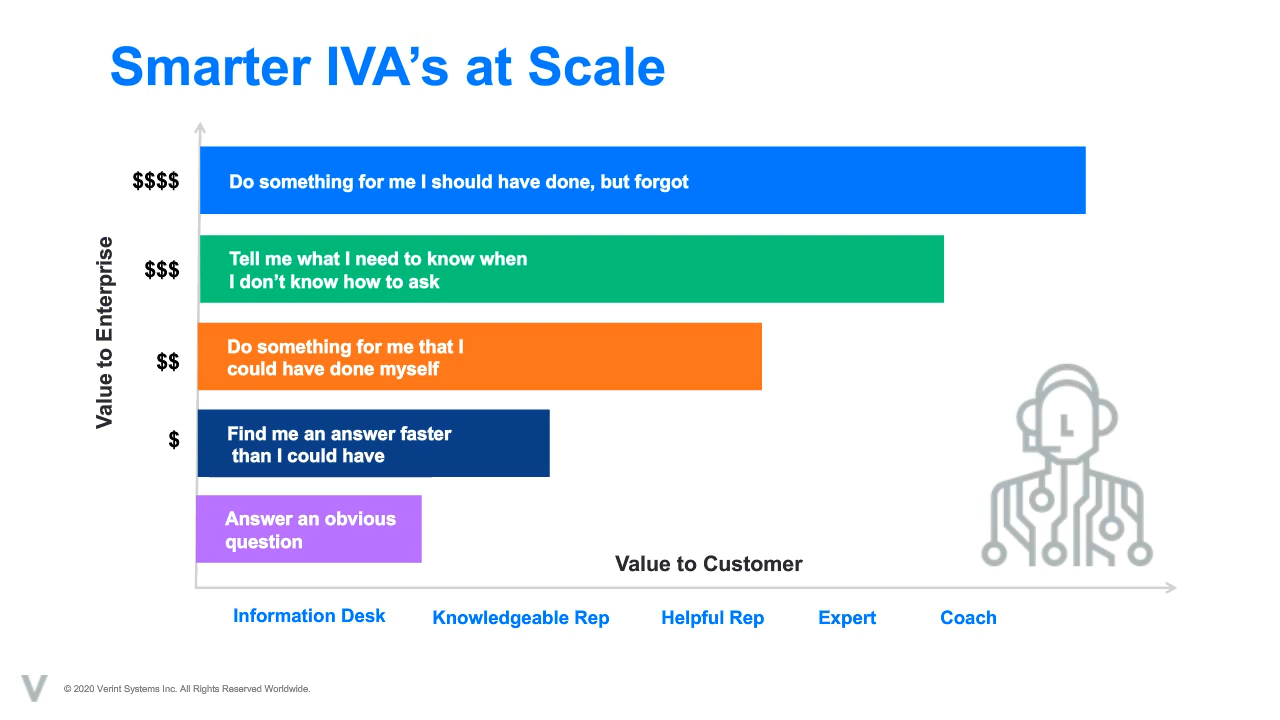 Smarter IVA’s at Scale
Value to Enterprise
$$$$
Do something for me I should have done, but forgot
$$$
Tell me what I need to know when
I don’t know how to ask
$$
Do something for me that I
could have done myself
$
Find me an answer faster
than I could have
Answer an obvious
question
Value to Customer
Information Desk
Knowledgeable Rep
Helpful Rep
Expert
Coach
© 2020 Verint Systems Inc. All Rights Reserved Worldwide.